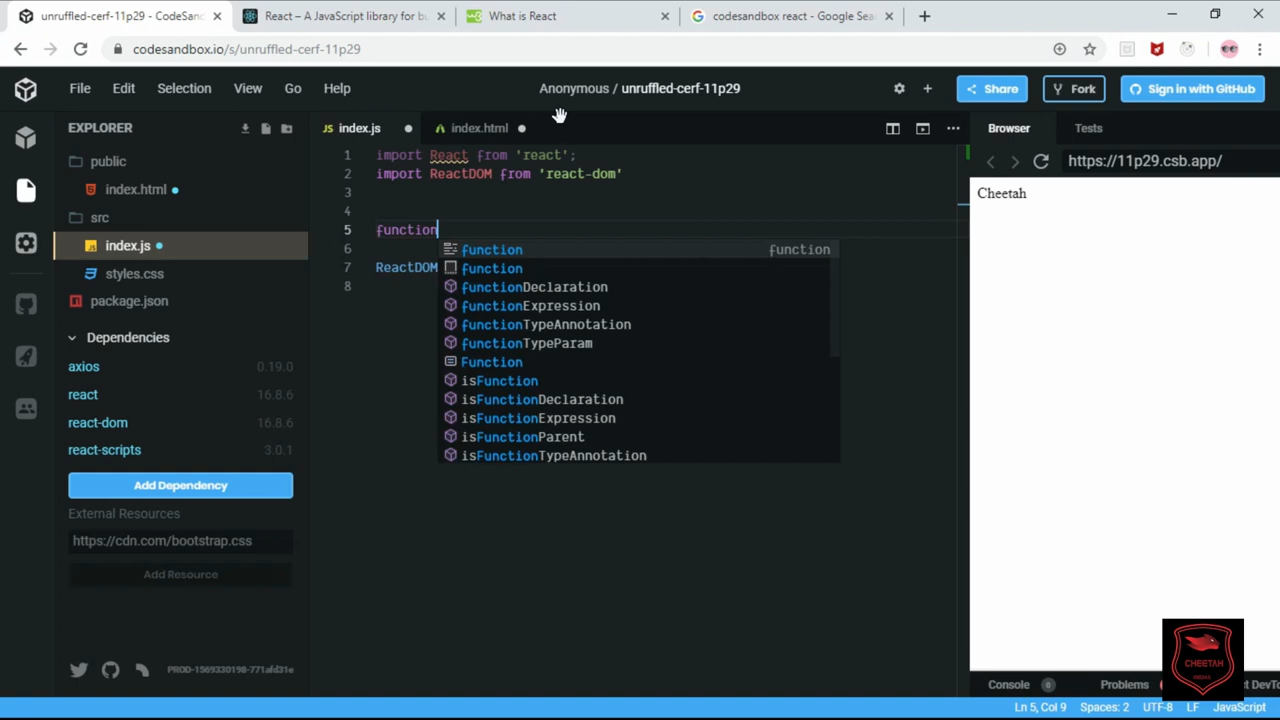 unruffled-cerf-11p29 - CodeSand
React – A JavaScript library for bu
What is React
codesandbox react - Google Sea
codesandbox.io/s/unruffled-cerf-11p29
File Edit Selection View Go Help
Anonymous / unruffled-cerf-11p29
Share
Fork
Sign in with GitHub
EXPLORER
public
index.html
src
index.js
styles.css
package.json
Dependencies
axios 0.19.0
react 16.8.6
react-dom 16.8.6
react-scripts 3.0.1
Add Dependency
External Resources
https://cdn.com/bootstrap.css
Add Resource
PROD-1569330198-771afd31e
JS index.js
index.html
1 import React from 'react';
2 import ReactDOM from 'react-dom'
3
4
5 function
6
7 ReactDOM
8
function function
function
functionDeclaration
functionExpression
functionTypeAnnotation
functionTypeParam
Function
isFunction
isFunctionDeclaration
isFunctionExpression
isFunctionParent
isFunctionTypeAnnotation
Browser Tests
https://11p29.csb.app/
Cheetah
CHEETAH
Console 6 Problems
Ln 5, Col 9 Spaces: 2 UTF-8 LF JavaScript